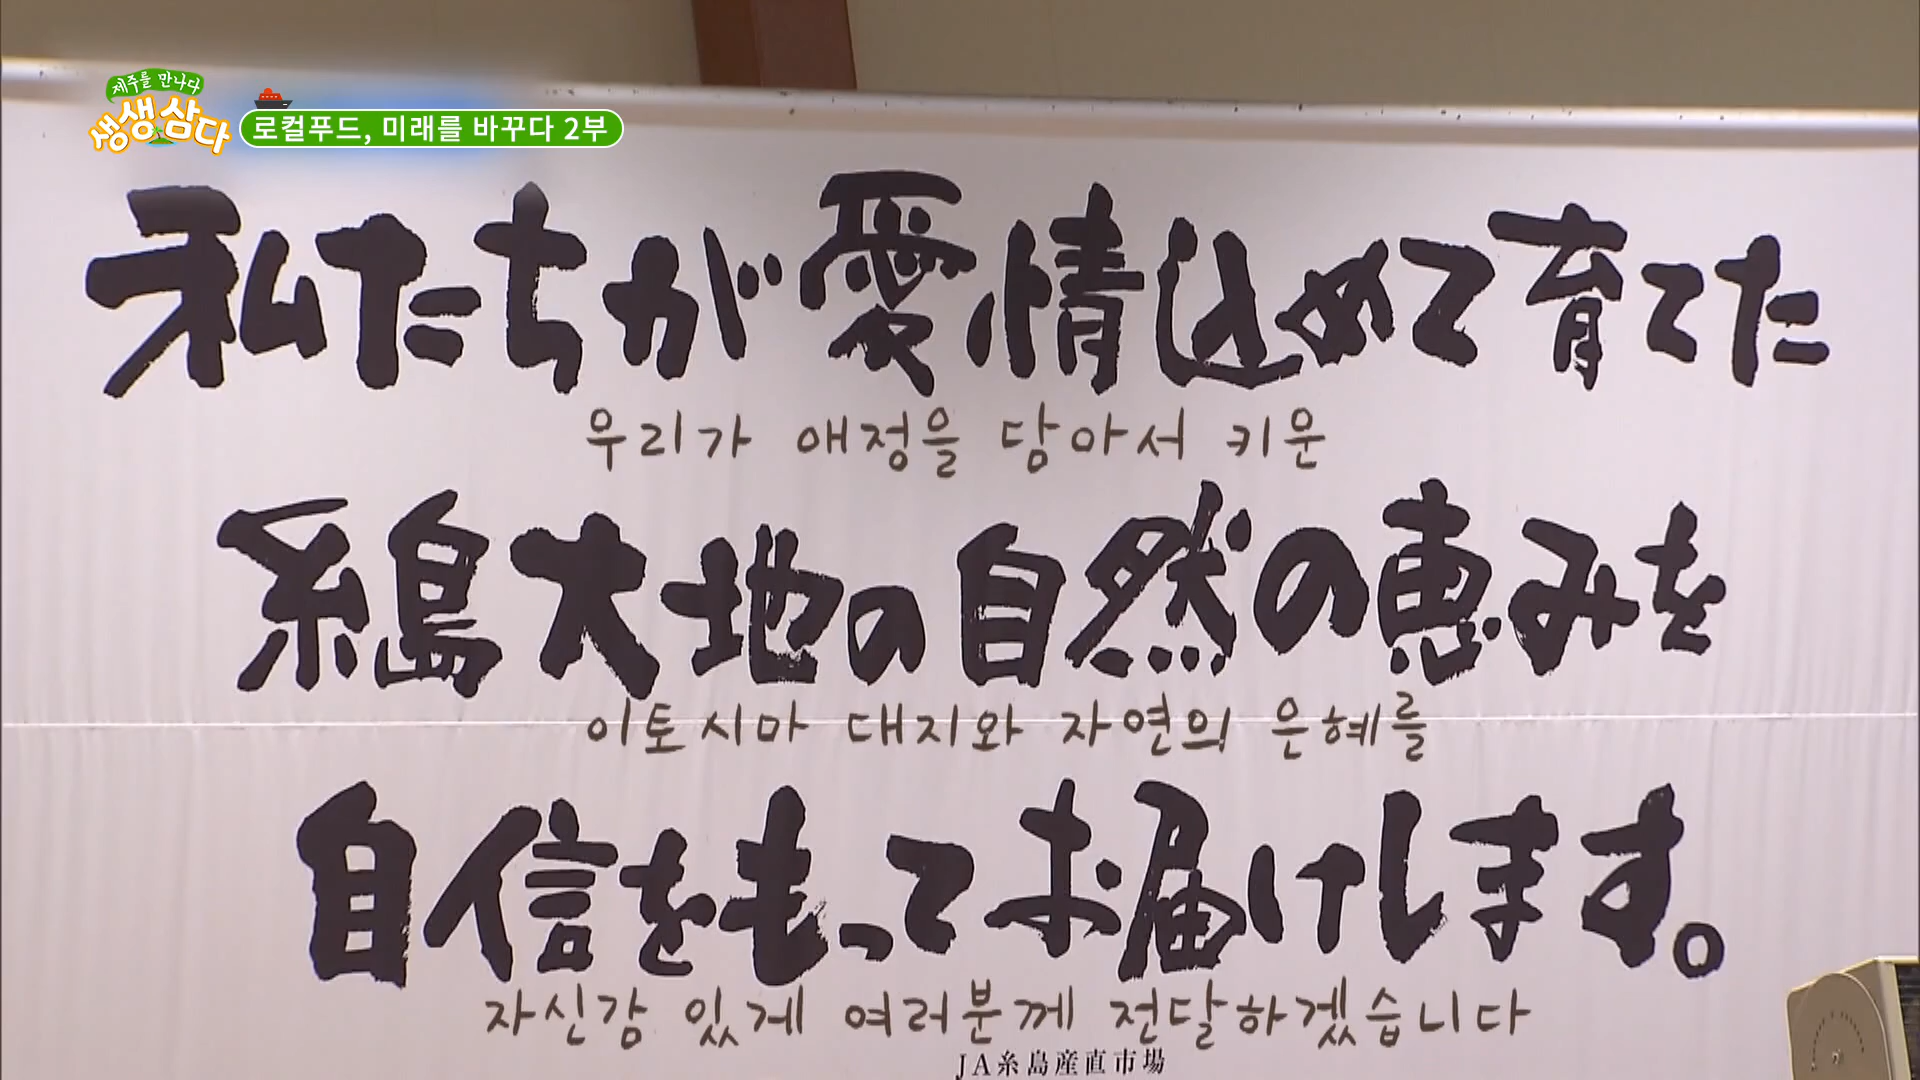 제주를 만나다
생생 삼다
로컬푸드, 미래를 바꾸다 2부
私たちが愛情込めて育てた
우리가 애정을 담아서 키운
糸島大地の自然の恵みを
이토시마 대지와 자연의 은혜를
自信をもってお届けします。
자신감 있게 여러분께 전달하겠습니다
JA糸島産直市場